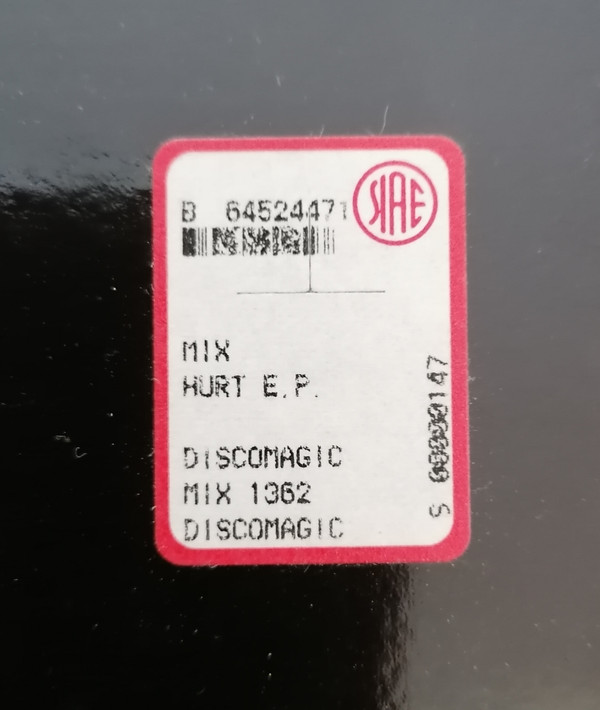 B 64524471
SIAE
MIX
HURT E.P.
DISCOMAGIC
MIX 1362
DISCOMAGIC
S 00000147